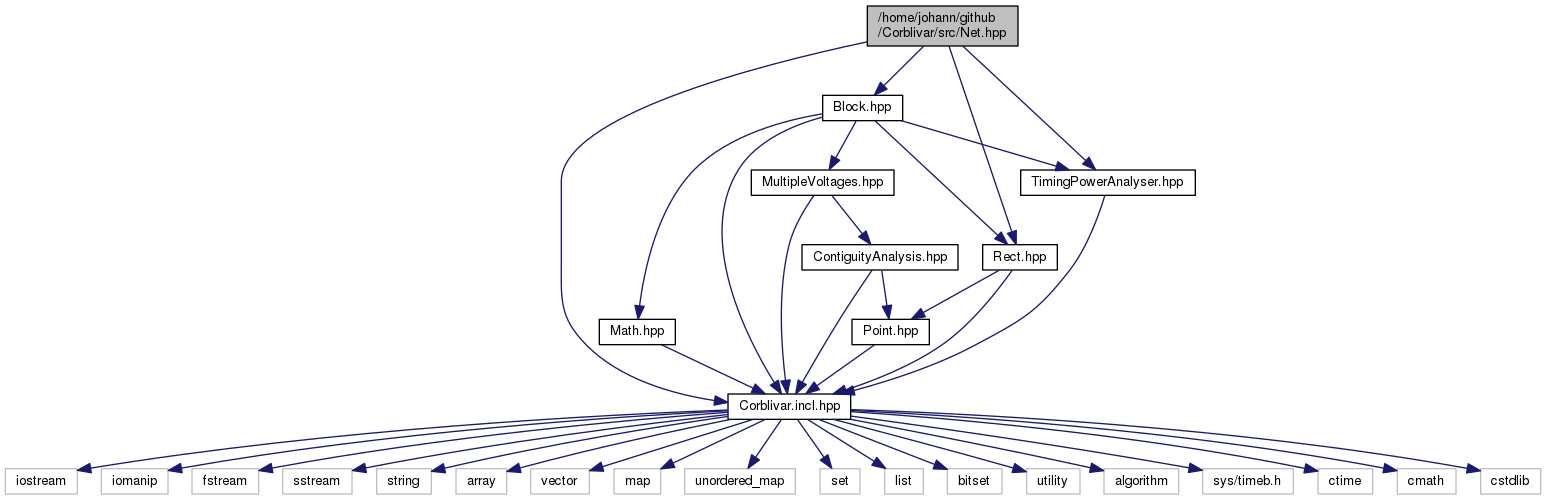 /home/johann/github
/Corblivar/src/Net.hpp
Block.hpp
MultipleVoltages.hpp
TimingPowerAnalyser.hpp
ContiguityAnalysis.hpp
Rect.hpp
Math.hpp
Point.hpp
Corblivar.incl.hpp
iostream
iomanip
fstream
sstream
string
array
vector
map
unordered_map
set
list
bitset
utility
algorithm
sys/timeb.h
ctime
cmath
cstdlib